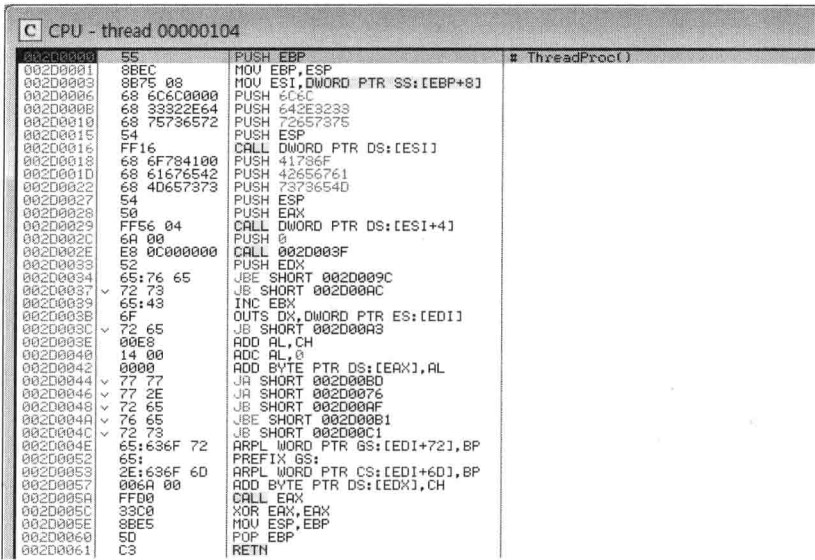 C CPU - thread 00000104
002D0000 55 PUSH EBP # ThreadProc()
002D0001 8BEC MOV EBP,ESP
002D0003 8B75 08 MOV ESI,DWORD PTR SS:[EBP+8]
002D0006 68 6C6C0000 PUSH 6C6C
002D000B 68 33322E64 PUSH 642E3233
002D0010 68 75736572 PUSH 72657375
002D0015 54 PUSH ESP
002D0016 FF16 CALL DWORD PTR DS:[ESI]
002D0018 68 6F784100 PUSH 41786F
002D001D 68 61676542 PUSH 42656761
002D0022 68 4D657373 PUSH 7373654D
002D0027 54 PUSH ESP
002D0028 50 PUSH EAX
002D0029 FF56 04 CALL DWORD PTR DS:[ESI+4]
002D002C 6A 00 PUSH 0
002D002E E8 0C000000 CALL 002D003F
002D0033 52 PUSH EDX
002D0034 65:76 65 JBE SHORT 002D009C
002D0037 72 73 JB SHORT 002D00AC
002D0039 65:43 INC EBX
002D003B 6F OUTS DX,DWORD PTR ES:[EDI]
002D003C 72 65 JB SHORT 002D00A3
002D003E 00E8 ADD AL,CH
002D0040 14 00 ADC AL,0
002D0042 0000 ADD BYTE PTR DS:[EAX],AL
002D0044 77 77 JA SHORT 002D00BD
002D0046 77 2E JA SHORT 002D0076
002D0048 72 65 JB SHORT 002D00AF
002D004A 76 65 JBE SHORT 002D00B1
002D004C 72 73 JB SHORT 002D00C1
002D004E 65:636F 72 ARPL WORD PTR GS:[EDI+72],BP
002D0052 65: PREFIX GS:
002D0053 2E:636F 6D ARPL WORD PTR CS:[EDI+6D],BP
002D0057 006A 00 ADD BYTE PTR DS:[EDX],CH
002D005A FFD0 CALL EAX
002D005C 33C0 XOR EAX,EAX
002D005E 8BE5 MOV ESP,EBP
002D0060 5D POP EBP
002D0061 C3 RETN